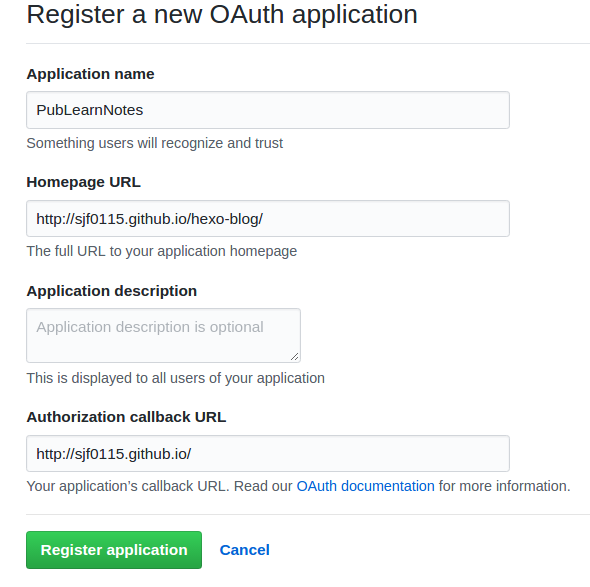 Register a new OAuth application
Application name
PubLearnNotes
Something users will recognize and trust
Homepage URL
http://sjf0115.github.io/hexo-blog/
The full URL to your application homepage
Application description
Application description is optional
This is displayed to all users of your application
Authorization callback URL
http://sjf0115.github.io/
Your application's callback URL. Read our OAuth documentation for more information.
Register application Cancel